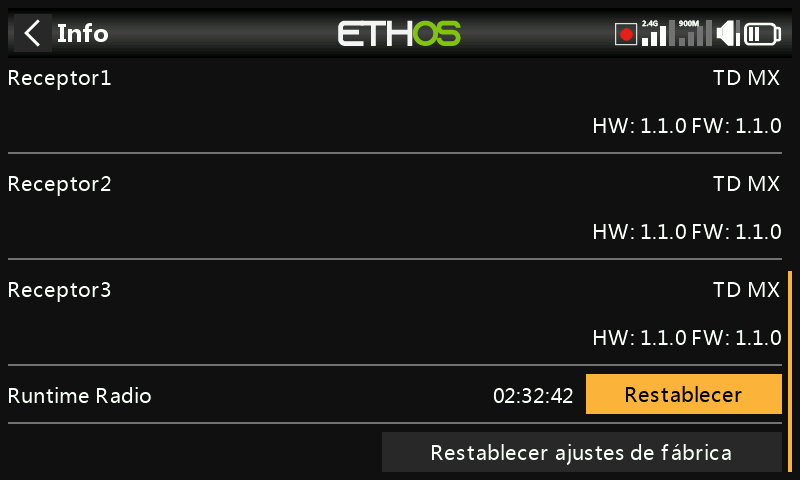 Info
ETHOS
2.4G
900M
Receptor1
TD MX
HW: 1.1.0 FW: 1.1.0
Receptor2
TD MX
HW: 1.1.0 FW: 1.1.0
Receptor3
TD MX
HW: 1.1.0 FW: 1.1.0
Runtime Radio
02:32:42
Restablecer
Restablecer ajustes de fábrica